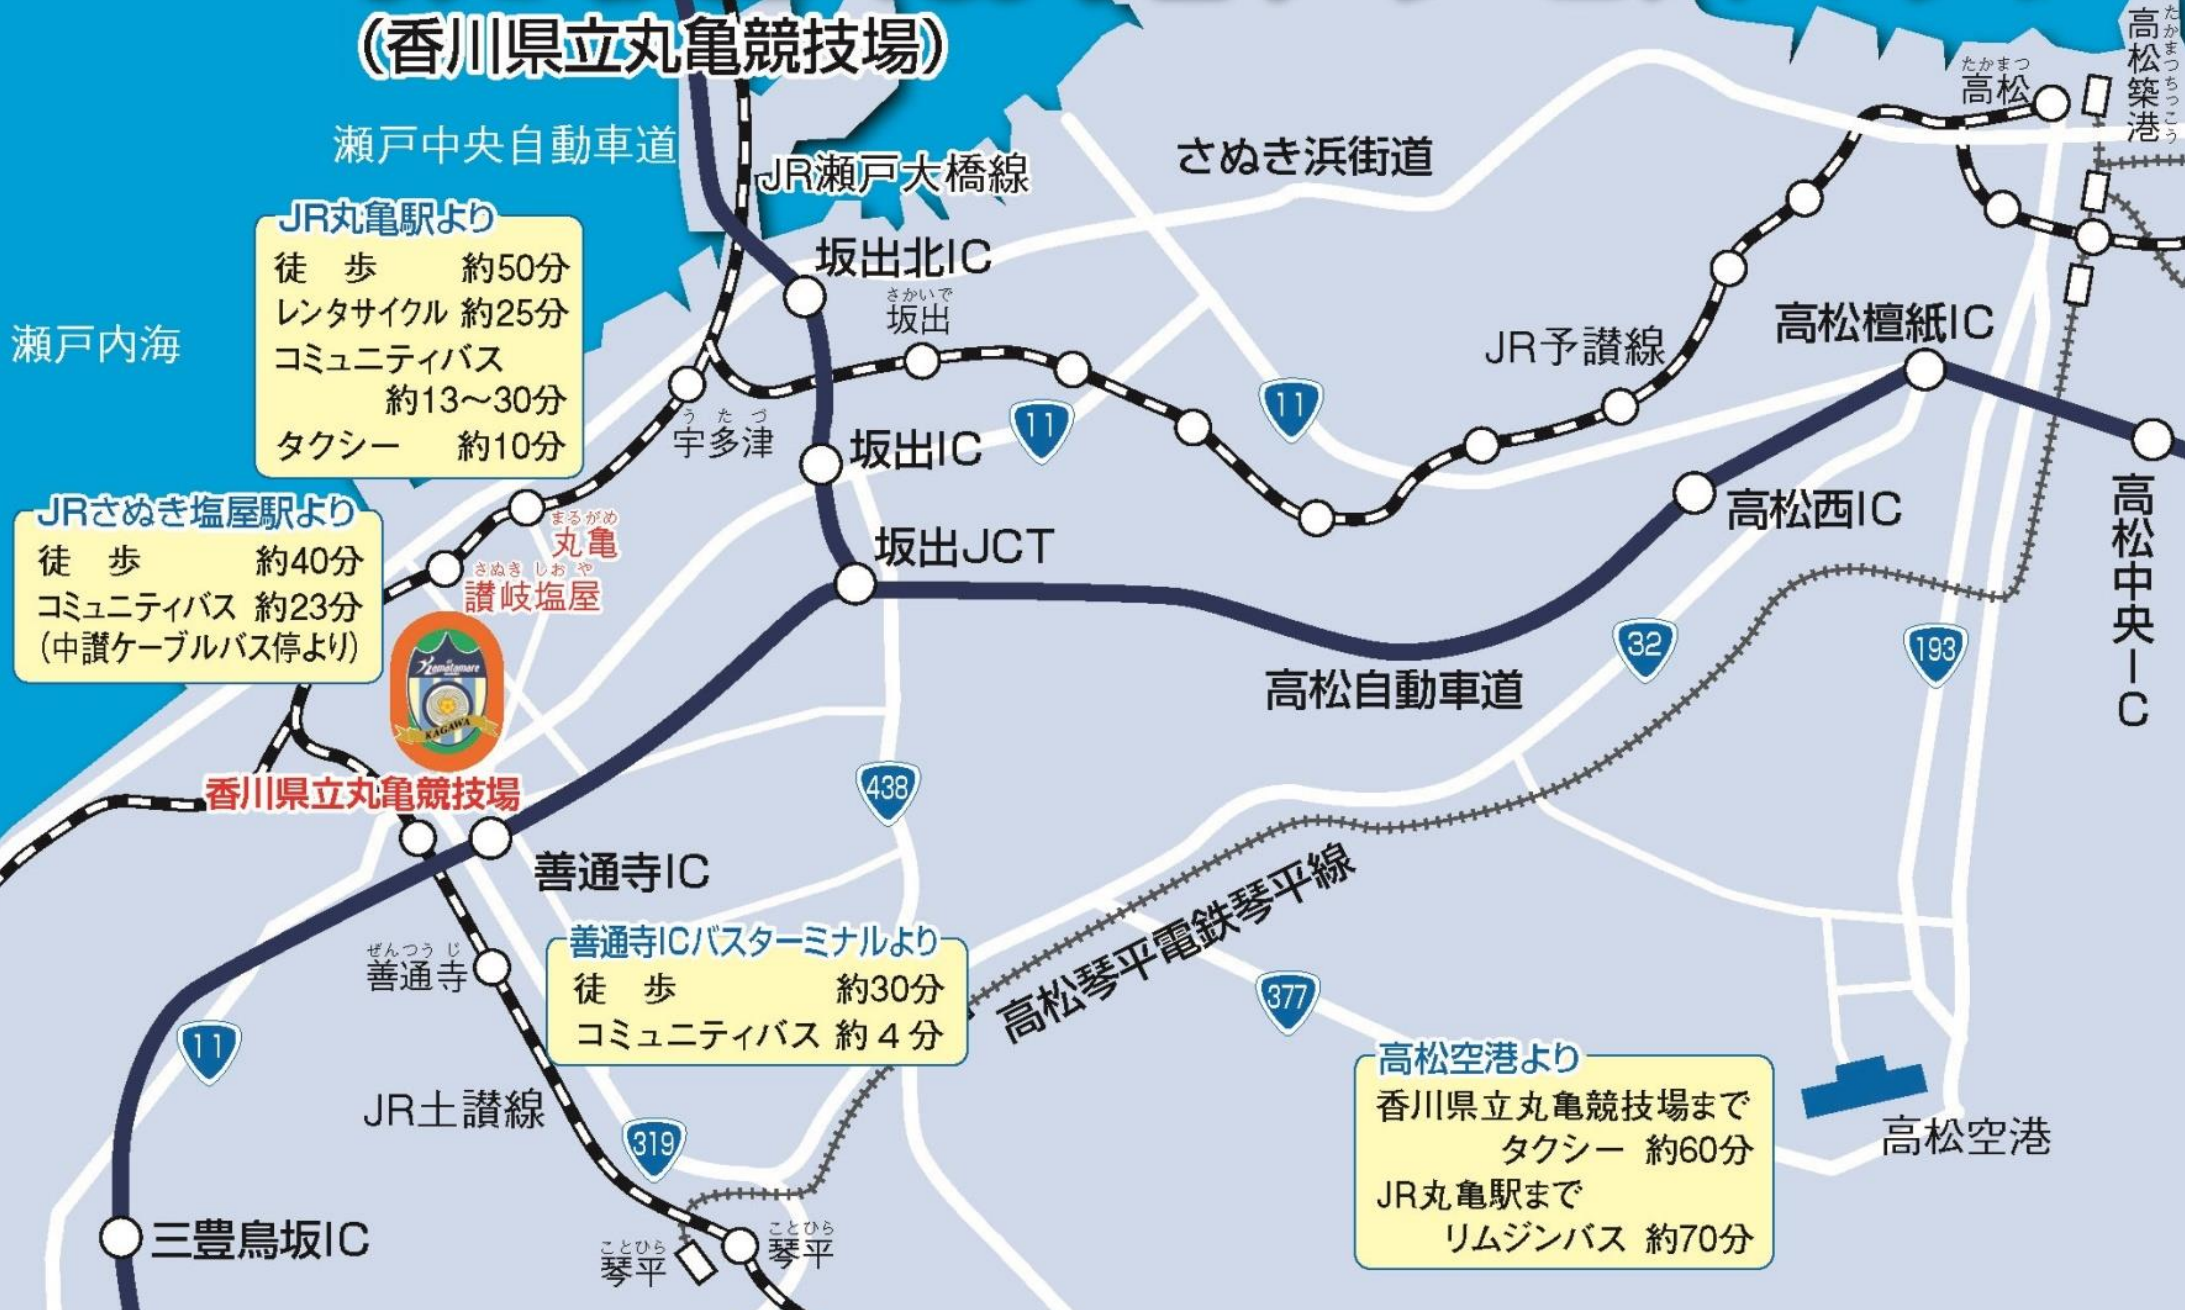 (香川県立丸亀競技場)
瀬戸中央自動車道
JR瀬戸大橋線
さぬき浜街道
たかまつ
高松
たかまつちっこう
高松築港
瀬戸内海
JR丸亀駅より
徒 歩 約50分
レンタサイクル 約25分
コミュニティバス
約13〜30分
タクシー 約10分
坂出北IC
さかいで
坂出
うたづ
宇多津
11
11
JR予讃線
高松檀紙IC
坂出IC
JRさぬき塩屋駅より
徒 歩 約40分
コミュニティバス 約23分
(中讃ケーブルバス停より)
まるがめ
丸亀
さぬき しおや
讃岐塩屋
坂出JCT
高松西IC
高松中央IC
32
193
高松自動車道
Kamatamare
KAGAWA
香川県立丸亀競技場
438
善通寺IC
高松琴平電鉄琴平線
ぜんつうじ
善通寺
善通寺ICバスターミナルより
徒 歩 約30分
コミュニティバス 約4分
377
11
JR土讃線
319
高松空港より
香川県立丸亀競技場まで
タクシー 約60分
JR丸亀駅まで
リムジンバス 約70分
高松空港
三豊鳥坂IC
ことひら
琴平
ことひら
琴平